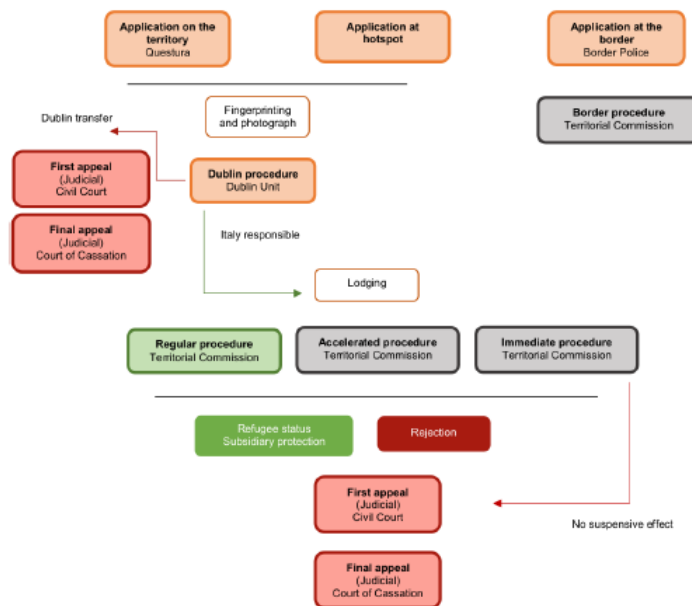 Application on the
territory
Questura
Application at
hotspot
Application at the
border
Border Police
Fingerprinting
and photograph
Border procedure
Territorial Commission
Dublin transfer
First appeal
(Judicial)
Civil Court
Dublin procedure
Dublin Unit
Final appeal
(Judicial)
Court of Cassation
Italy responsible
Lodging
Regular procedure
Territorial Commission
Accelerated procedure
Territorial Commission
Immediate procedure
Territorial Commission
Refugee status
Subsidiary protection
Rejection
First appeal
(Judicial)
Civil Court
No suspensive effect
Final appeal
(Judicial)
Court of Cassation